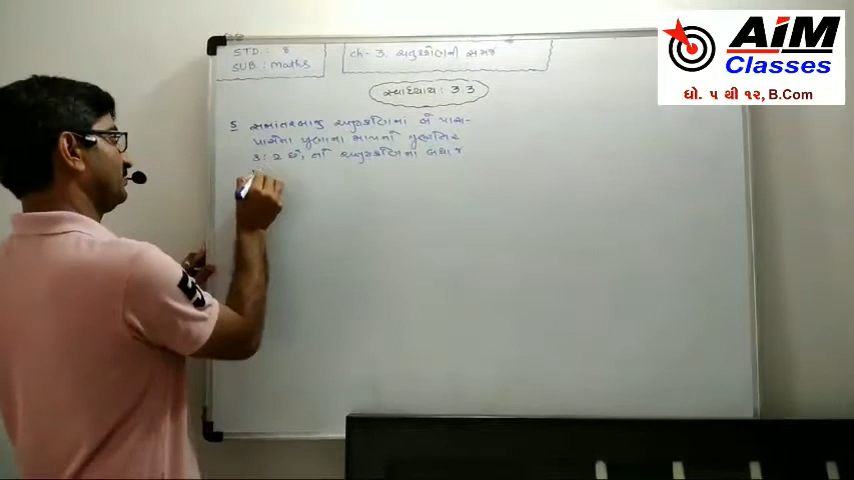 STD. : 8
SUB. : Maths
ch - 3. ચતુષ્કોણની સમજ
સ્વાધ્યાય : 3.3
5 સમાંતરબાજુ ચતુષ્કોણમાં બે પાસ-
પાસેના ખૂણાના માપનો ગુણોત્તર
3 : 2 છે, તો ચતુષ્કોણના બધા જ
AiM
Classes
ધો. ૫ થી ૧૨, B.Com